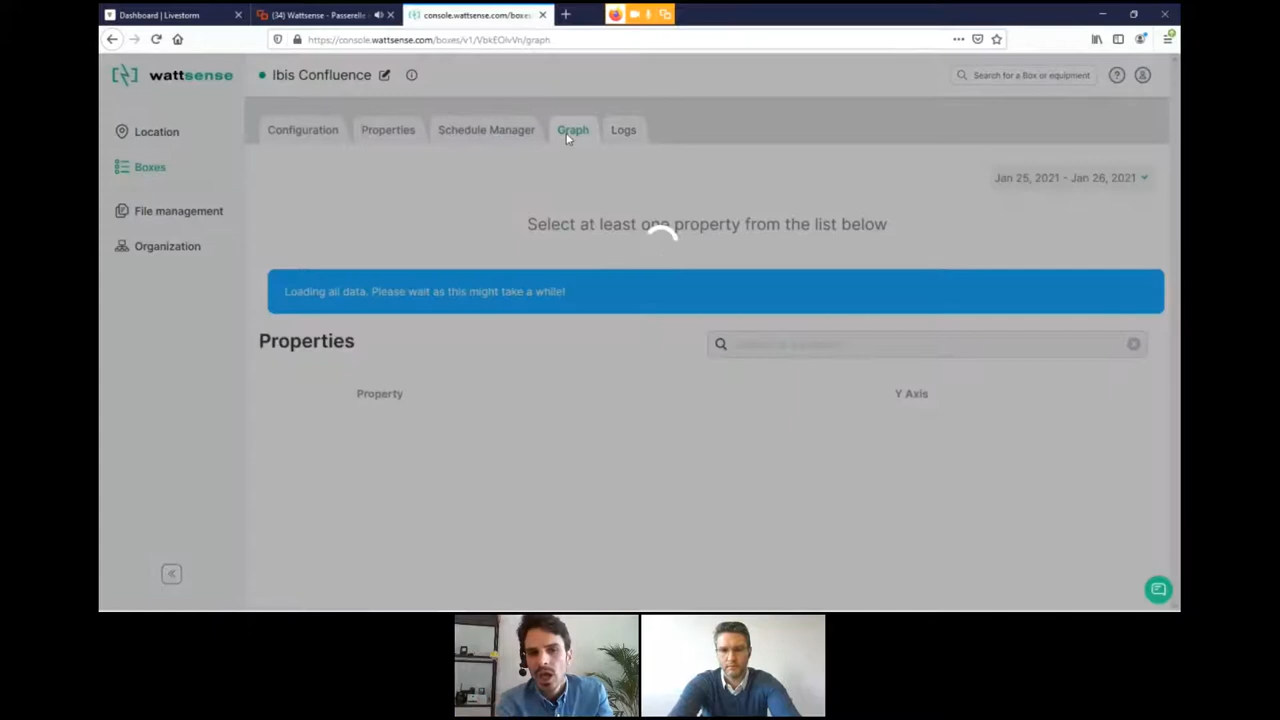 Dashboard | Livestorm
(34) Wattsense - Passerelle
console.wattsense.com/boxes
https://console.wattsense.com/boxes/v1/VbkEOivVn/graph
wattsense
Ibis Confluence
Search for a Box or equipment
Location
Boxes
File management
Organization
Configuration
Properties
Schedule Manager
Graph
Logs
Jan 25, 2021 - Jan 26, 2021
Select at least one property from the list below
Loading all data. Please wait as this might take a while!
Properties
Property
Y Axis